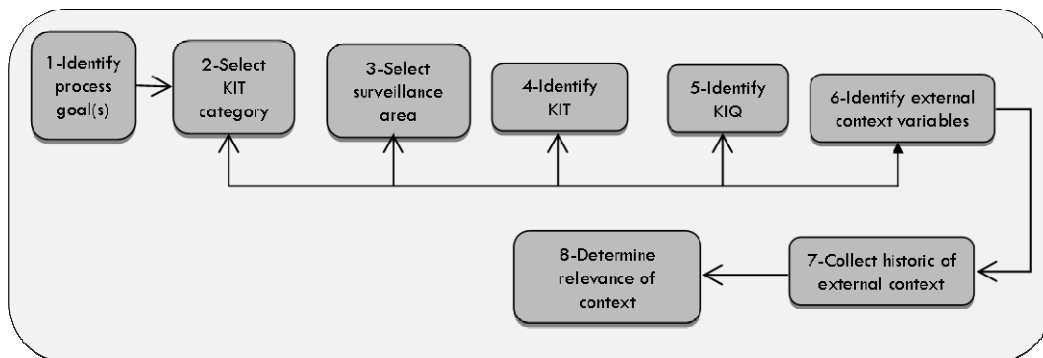 1-Identify
process
goal(s)
2-Select
KIT
category
3-Select
surveillance
area
4-Identify
KIT
5-Identify
KIQ
6-Identify external
context variables
7-Collect historic of
external context
8-Determine
relevance of
context